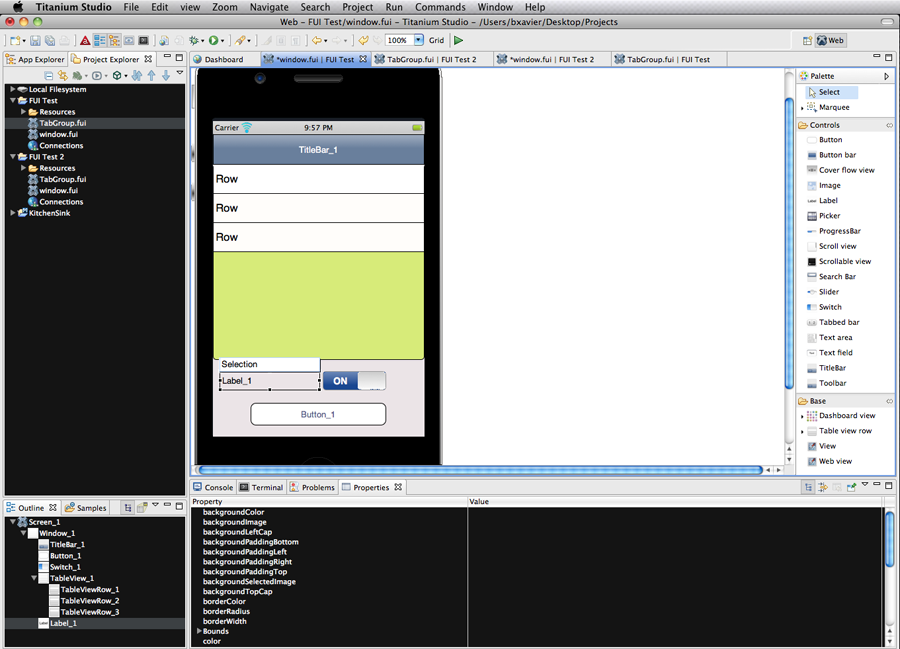 Titanium Studio File Edit view Zoom Navigate Search Project Run Commands Window Help
Web – FUI Test/window.fui – Titanium Studio – /Users/bxavier/Desktop/Projects
100% Grid Web
App Explorer Project Explorer
Local Filesystem
FUI Test
Resources
TabGroup.fui
window.fui
Connections
FUI Test 2
Resources
TabGroup.fui
window.fui
Connections
KitchenSink
Outline Samples
Screen_1
Window_1
TitleBar_1
Button_1
Switch_1
TableView_1
TableViewRow_1
TableViewRow_2
TableViewRow_3
Label_1
Dashboard *window.fui | FUI Test TabGroup.fui | FUI Test 2 *window.fui | FUI Test 2 TabGroup.fui | FUI Test
Carrier 9:57 PM
TitleBar_1
Row
Row
Row
Selection
Label_1 ON
Button_1
Console Terminal Problems Properties
Property Value
backgroundColor
backgroundImage
backgroundLeftCap
backgroundPaddingBottom
backgroundPaddingLeft
backgroundPaddingRight
backgroundPaddingTop
backgroundSelectedImage
backgroundTopCap
borderColor
borderRadius
borderWidth
Bounds
color
Palette
Select
Marquee
Controls
Button
Button bar
Cover flow view
Image
Label
Picker
ProgressBar
Scroll view
Scrollable view
Search Bar
Slider
Switch
Tabbed bar
Text area
Text field
TitleBar
Toolbar
Base
Dashboard view
Table view row
View
Web view